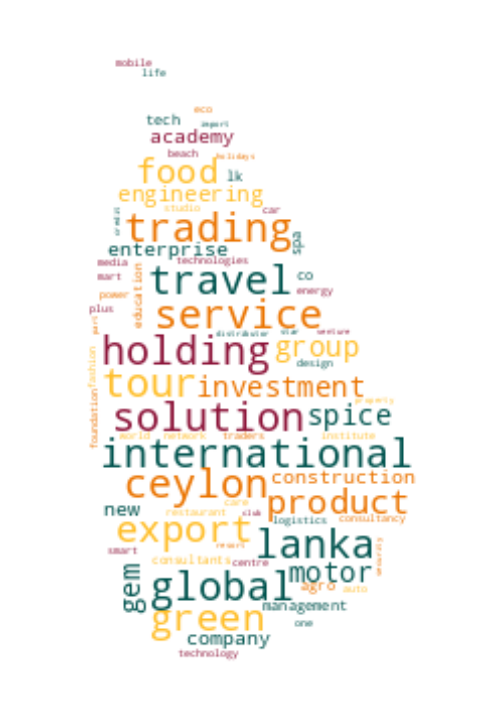 mobile
life
eco
tech import
academy
beach holidays
food lk
engineering
studio car
credit trading spa
enterprise
media technologies
mart education travel co
power energy
plus service
part distributor star venture
holding group
design
fashion tour investment
foundation property
solution spice
world network traders institute
international
ceylon construction
care
new product
restaurant club
logistics consultancy
export
smart resort lanka security
consultants centre
gem motor
global agro auto
management
green one
company
technology